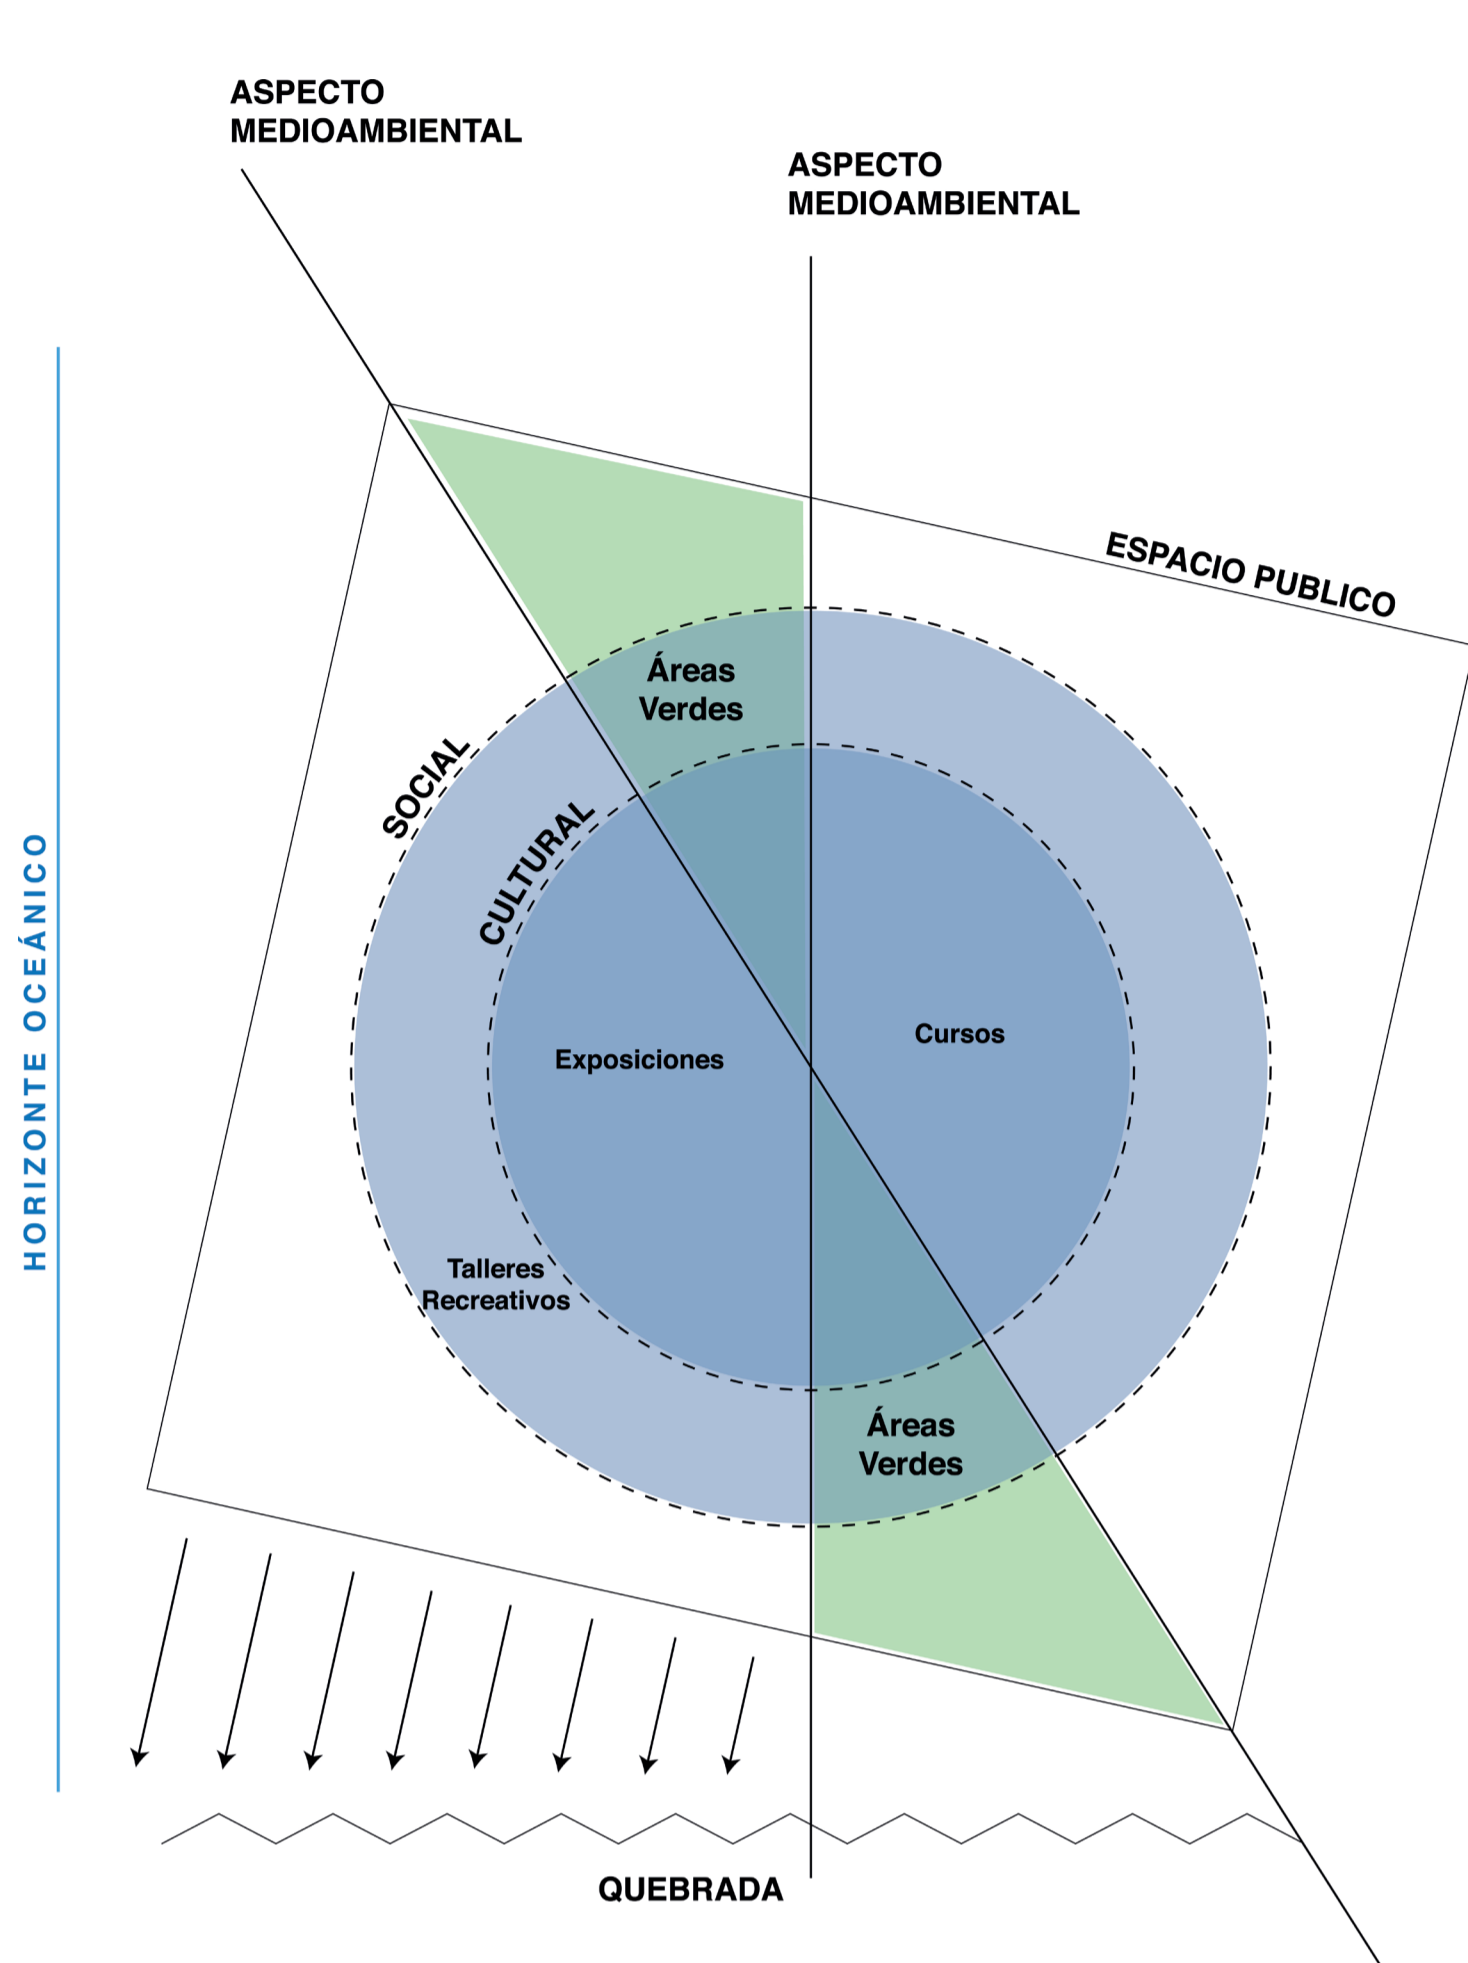 ASPECTO
MEDIOAMBIENTAL
ASPECTO
MEDIOAMBIENTAL
ESPACIO PUBLICO
Áreas
Verdes
SOCIAL
CULTURAL
HORIZONTE OCEÁNICO
Cursos
Exposiciones
Talleres
Recreativos
Áreas
Verdes
QUEBRADA